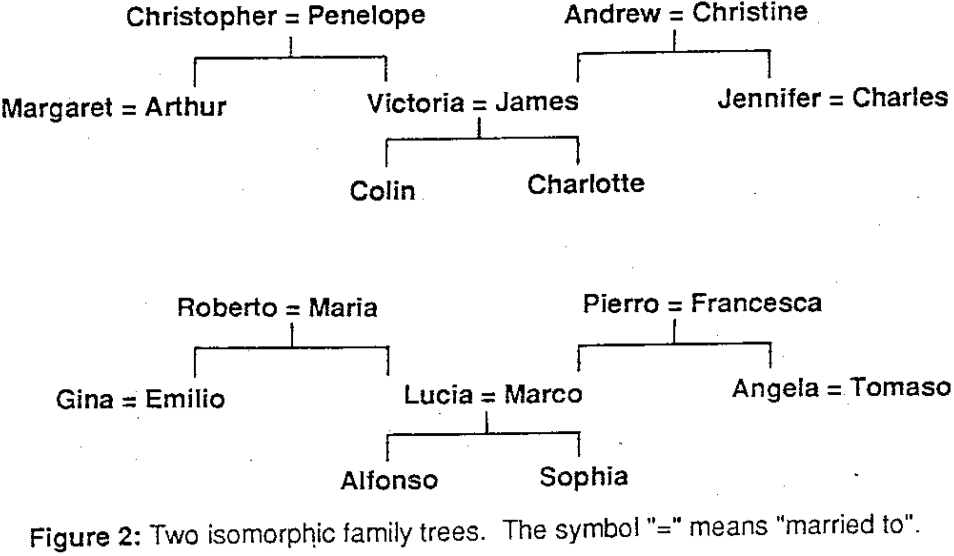 Christopher = Penelope
Andrew = Christine
Margaret = Arthur
Victoria = James
Jennifer = Charles
Colin
Charlotte
Roberto = Maria
Pierro = Francesca
Gina = Emilio
Lucia = Marco
Angela = Tomaso
Alfonso
Sophia
Figure 2: Two isomorphic family trees. The symbol "=" means "married to".